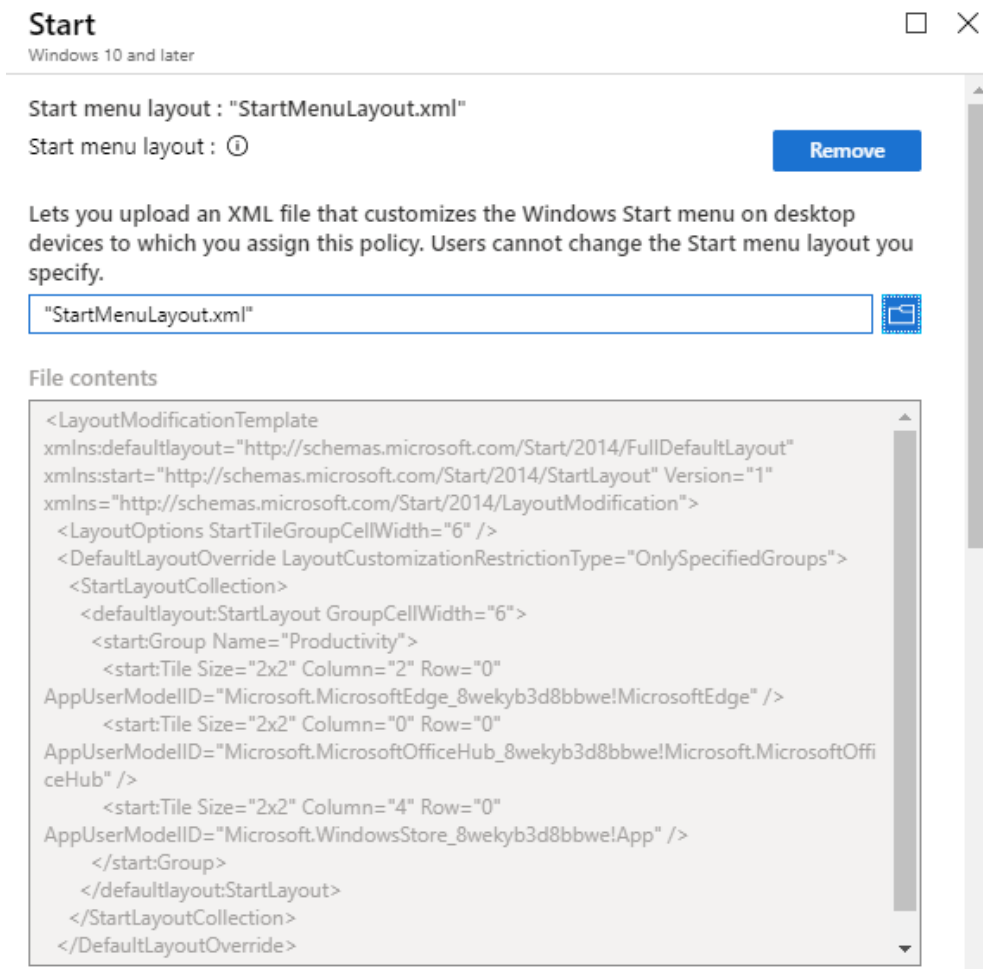 Start
Windows 10 and later
Start menu layout : "StartMenuLayout.xml"
Start menu layout :
Remove
Lets you upload an XML file that customizes the Windows Start menu on desktop
devices to which you assign this policy. Users cannot change the Start menu layout you
specify.
"StartMenuLayout.xml"
File contents
<LayoutModificationTemplate
xmlns:defaultlayout="http://schemas.microsoft.com/Start/2014/FullDefaultLayout"
xmlns:start="http://schemas.microsoft.com/Start/2014/StartLayout" Version="1"
xmlns="http://schemas.microsoft.com/Start/2014/LayoutModification">
<LayoutOptions StartTileGroupCellWidth="6" />
<DefaultLayoutOverride LayoutCustomizationRestrictionType="OnlySpecifiedGroups">
<StartLayoutCollection>
<defaultlayout:StartLayout GroupCellWidth="6">
<start:Group Name="Productivity">
<start:Tile Size="2x2" Column="2" Row="0"
AppUserModelID="Microsoft.MicrosoftEdge_8wekyb3d8bbwe!MicrosoftEdge" />
<start:Tile Size="2x2" Column="0" Row="0"
AppUserModelID="Microsoft.MicrosoftOfficeHub_8wekyb3d8bbwe!Microsoft.MicrosoftOffi
ceHub" />
<start:Tile Size="2x2" Column="4" Row="0"
AppUserModelID="Microsoft.WindowsStore_8wekyb3d8bbwe!App" />
</start:Group>
</defaultlayout:StartLayout>
</StartLayoutCollection>
</DefaultLayoutOverride>